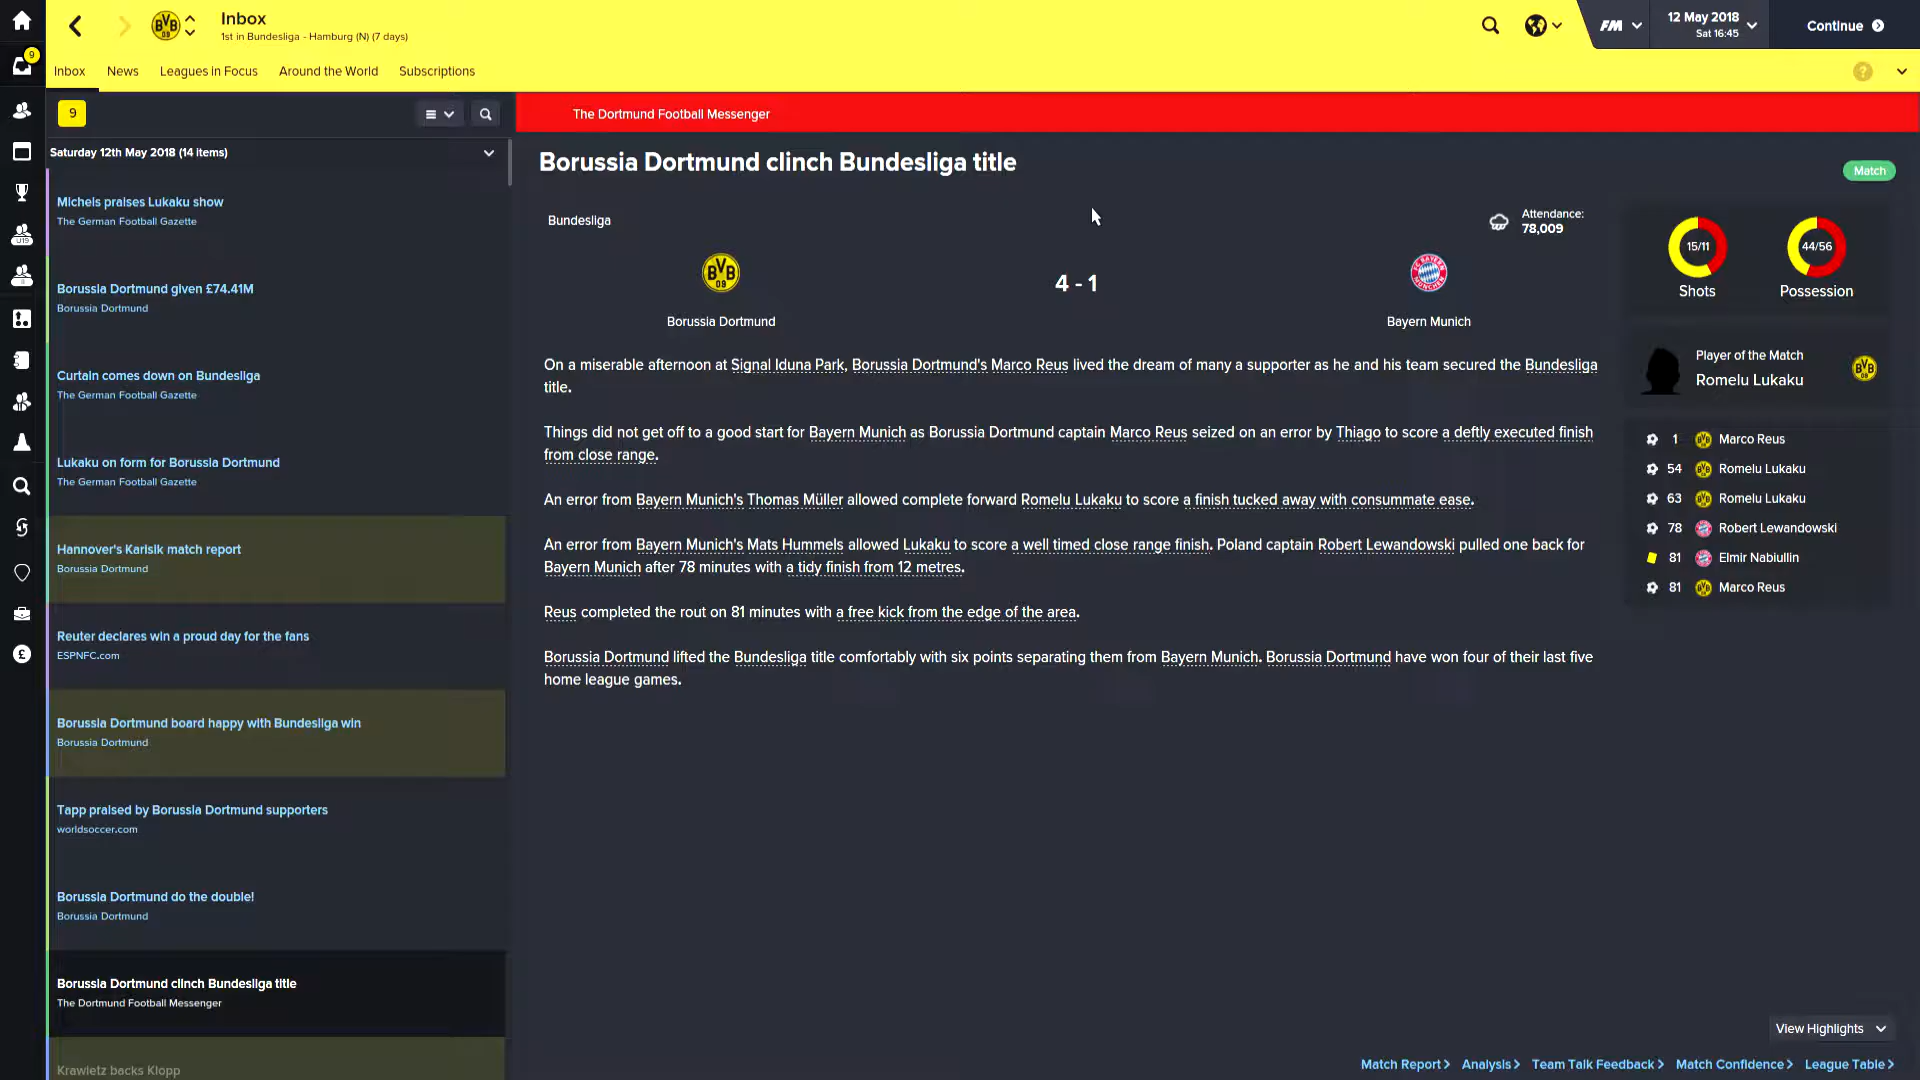 Inbox
1st in Bundesliga - Hamburg (N) (7 days)
FM
12 May 2018
Sat 16:45
Continue
9
Inbox
News
Leagues in Focus
Around the World
Subscriptions
9
The Dortmund Football Messenger
Saturday 12th May 2018 (14 items)
Michels praises Lukaku show
The German Football Gazette
Borussia Dortmund given £74.41M
Borussia Dortmund
Curtain comes down on Bundesliga
The German Football Gazette
Lukaku on form for Borussia Dortmund
The German Football Gazette
Hannover's Karisik match report
Borussia Dortmund
Reuter declares win a proud day for the fans
ESPNFC.com
Borussia Dortmund board happy with Bundesliga win
Borussia Dortmund
Tapp praised by Borussia Dortmund supporters
worldsoccer.com
Borussia Dortmund do the double!
Borussia Dortmund
Borussia Dortmund clinch Bundesliga title
The Dortmund Football Messenger
Krawietz backs Klopp
Borussia Dortmund clinch Bundesliga title
Match
Bundesliga
Attendance:
78,009
BVB
09
4 - 1
Borussia Dortmund
Bayern Munich
On a miserable afternoon at Signal Iduna Park, Borussia Dortmund's Marco Reus lived the dream of many a supporter as he and his team secured the Bundesliga
title.
Things did not get off to a good start for Bayern Munich as Borussia Dortmund captain Marco Reus seized on an error by Thiago to score a deftly executed finish
from close range.
An error from Bayern Munich's Thomas Müller allowed complete forward Romelu Lukaku to score a finish tucked away with consummate ease.
An error from Bayern Munich's Mats Hummels allowed Lukaku to score a well timed close range finish. Poland captain Robert Lewandowski pulled one back for
Bayern Munich after 78 minutes with a tidy finish from 12 metres.
Reus completed the rout on 81 minutes with a free kick from the edge of the area.
Borussia Dortmund lifted the Bundesliga title comfortably with six points separating them from Bayern Munich. Borussia Dortmund have won four of their last five
home league games.
15/11
Shots
44/56
Possession
Player of the Match
Romelu Lukaku
1 Marco Reus
54 Romelu Lukaku
63 Romelu Lukaku
78 Robert Lewandowski
81 Elmir Nabiullin
81 Marco Reus
View Highlights
Match Report
Analysis
Team Talk Feedback
Match Confidence
League Table